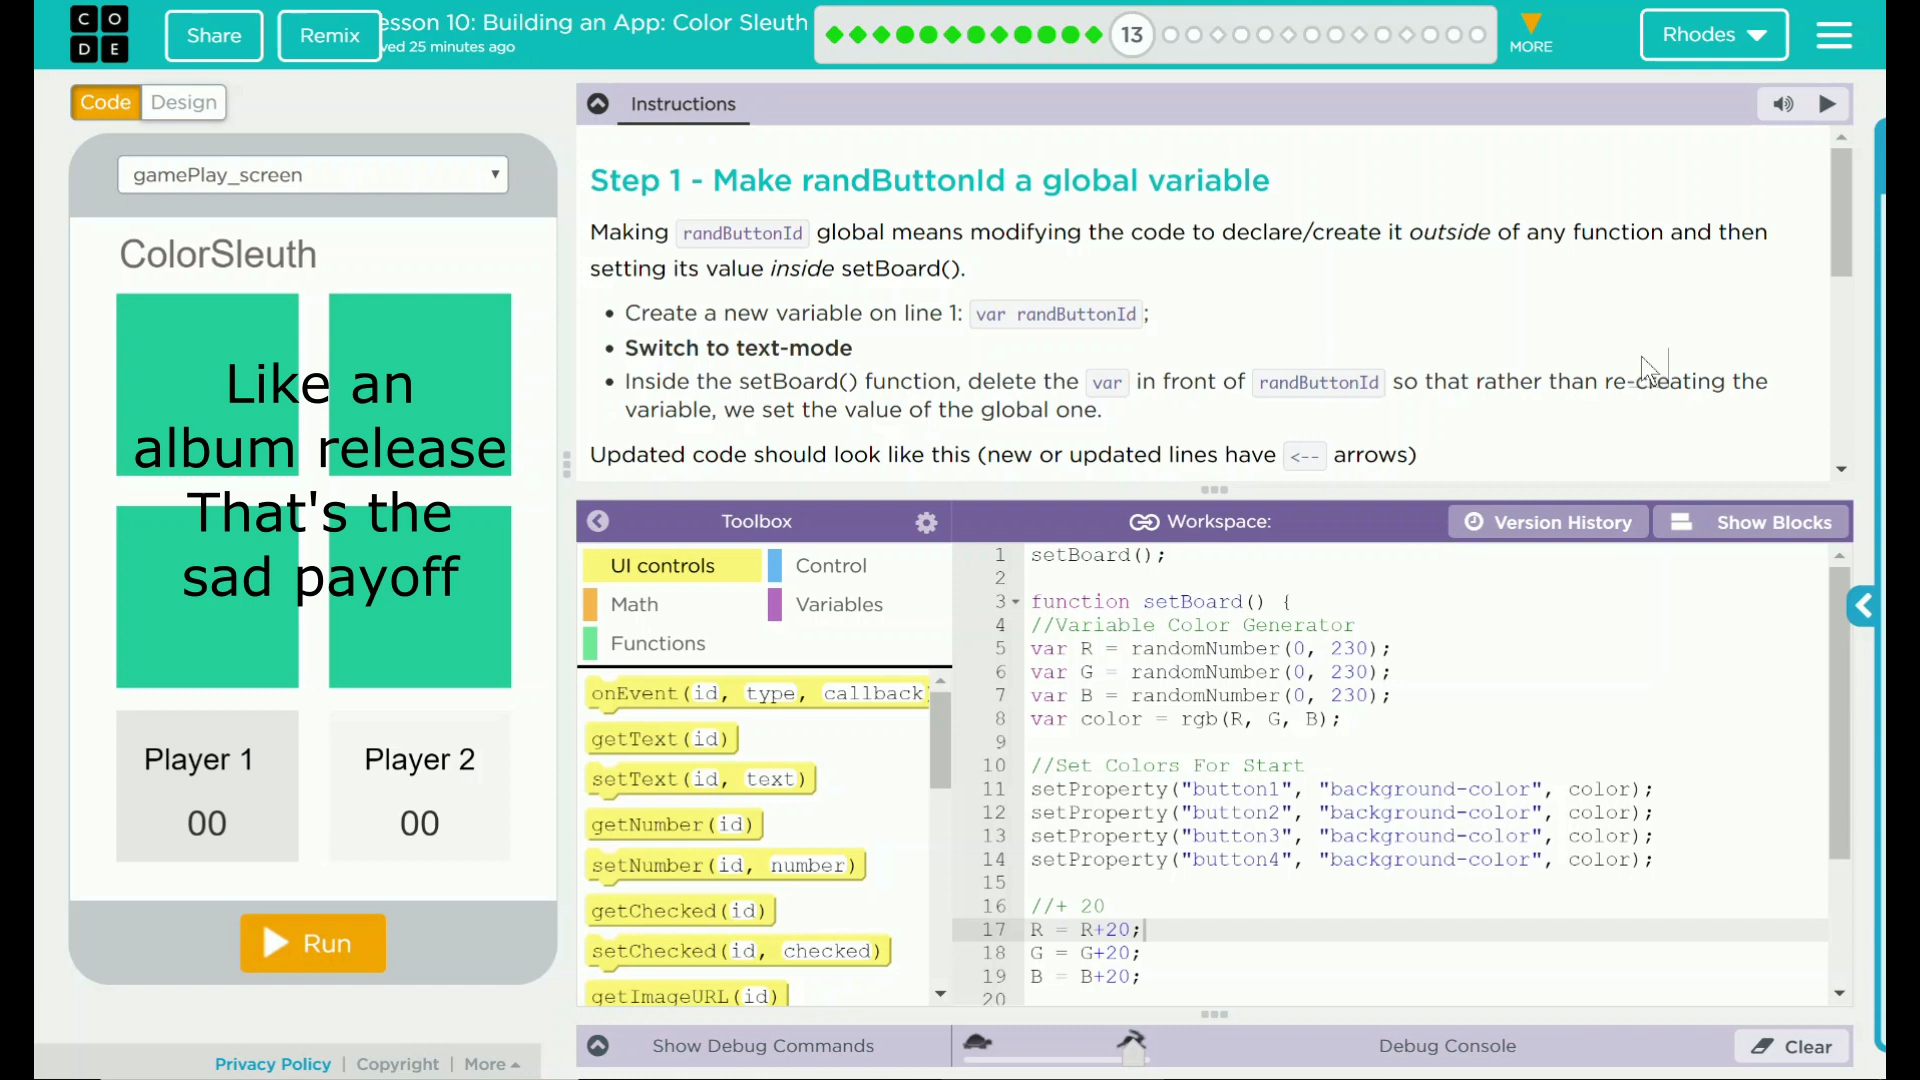 C O
D E
Share
Remix
esson 10: Building an App: Color Sleuth
ved 25 minutes ago
13
MORE
Rhodes
Code
Design
gamePlay_screen
ColorSleuth
Like an
album release
That's the
sad payoff
Player 1
00
Player 2
00
Run
Privacy Policy | Copyright | More
Instructions
Step 1 - Make randButtonId a global variable
Making randButtonId global means modifying the code to declare/create it outside of any function and then
setting its value inside setBoard().
• Create a new variable on line 1: var randButtonId;
• Switch to text-mode
• Inside the setBoard() function, delete the var in front of randButtonId so that rather than re-creating the
variable, we set the value of the global one.
Updated code should look like this (new or updated lines have <-- arrows)
Toolbox
UI controls
Control
Math
Variables
Functions
onEvent(id, type, callback)
getText(id)
setText(id, text)
getNumber(id)
setNumber(id, number)
getChecked(id)
setChecked(id, checked)
getImageURL(id)
Workspace:
Version History
Show Blocks
1 setBoard();
2
3 function setBoard() {
4 //Variable Color Generator
5 var R = randomNumber(0, 230);
6 var G = randomNumber(0, 230);
7 var B = randomNumber(0, 230);
8 var color = rgb(R, G, B);
9
10 //Set Colors For Start
11 setProperty("button1", "background-color", color);
12 setProperty("button2", "background-color", color);
13 setProperty("button3", "background-color", color);
14 setProperty("button4", "background-color", color);
15
16 //+ 20
17 R = R+20;
18 G = G+20;
19 B = B+20;
20
Show Debug Commands
Debug Console
Clear